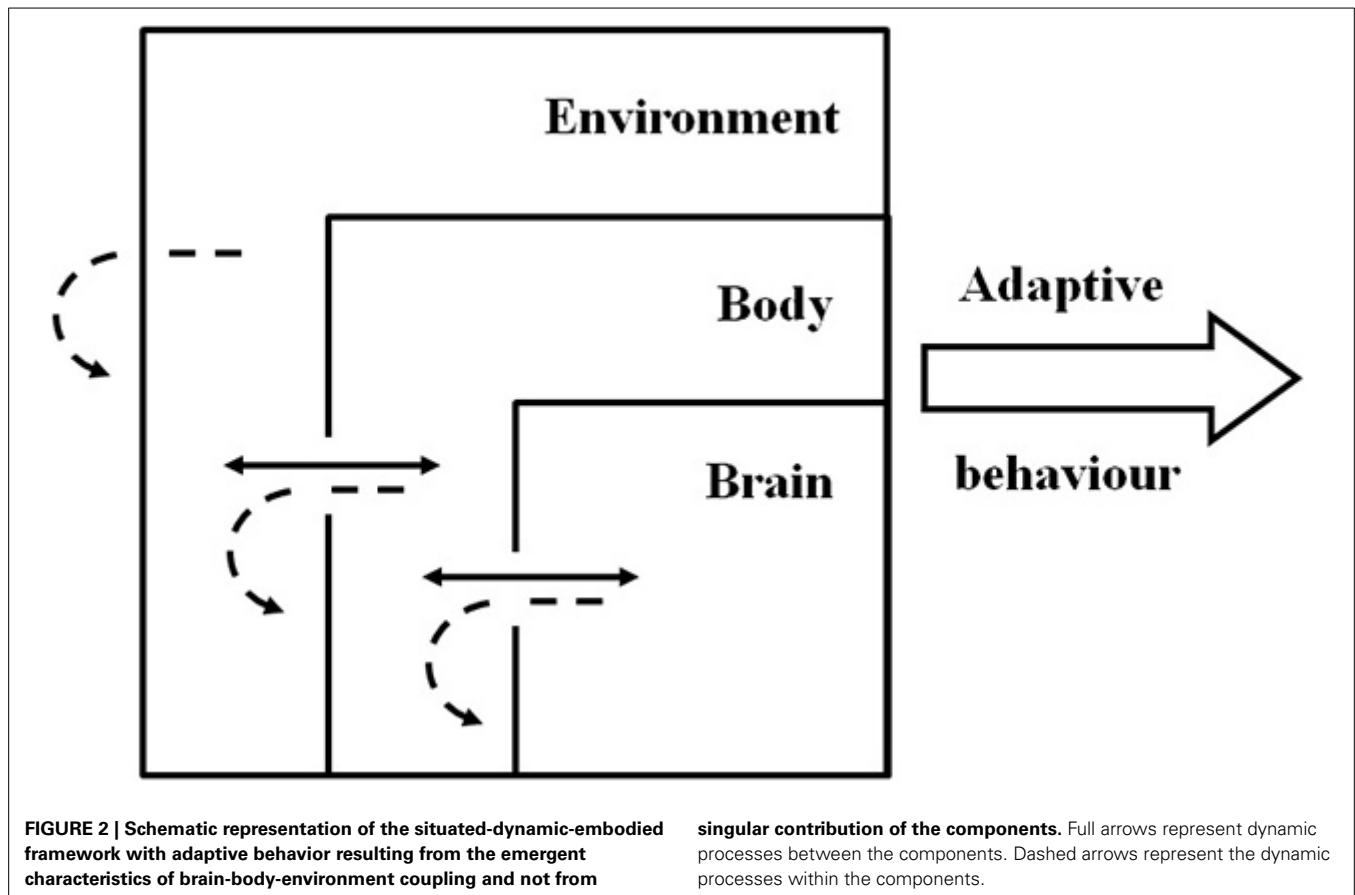 Environment
Body
Brain
Adaptive
behaviour
FIGURE 2 | Schematic representation of the situated-dynamic-embodied
framework with adaptive behavior resulting from the emergent
characteristics of brain-body-environment coupling and not from
singular contribution of the components. Full arrows represent dynamic
processes between the components. Dashed arrows represent the dynamic
processes within the components.